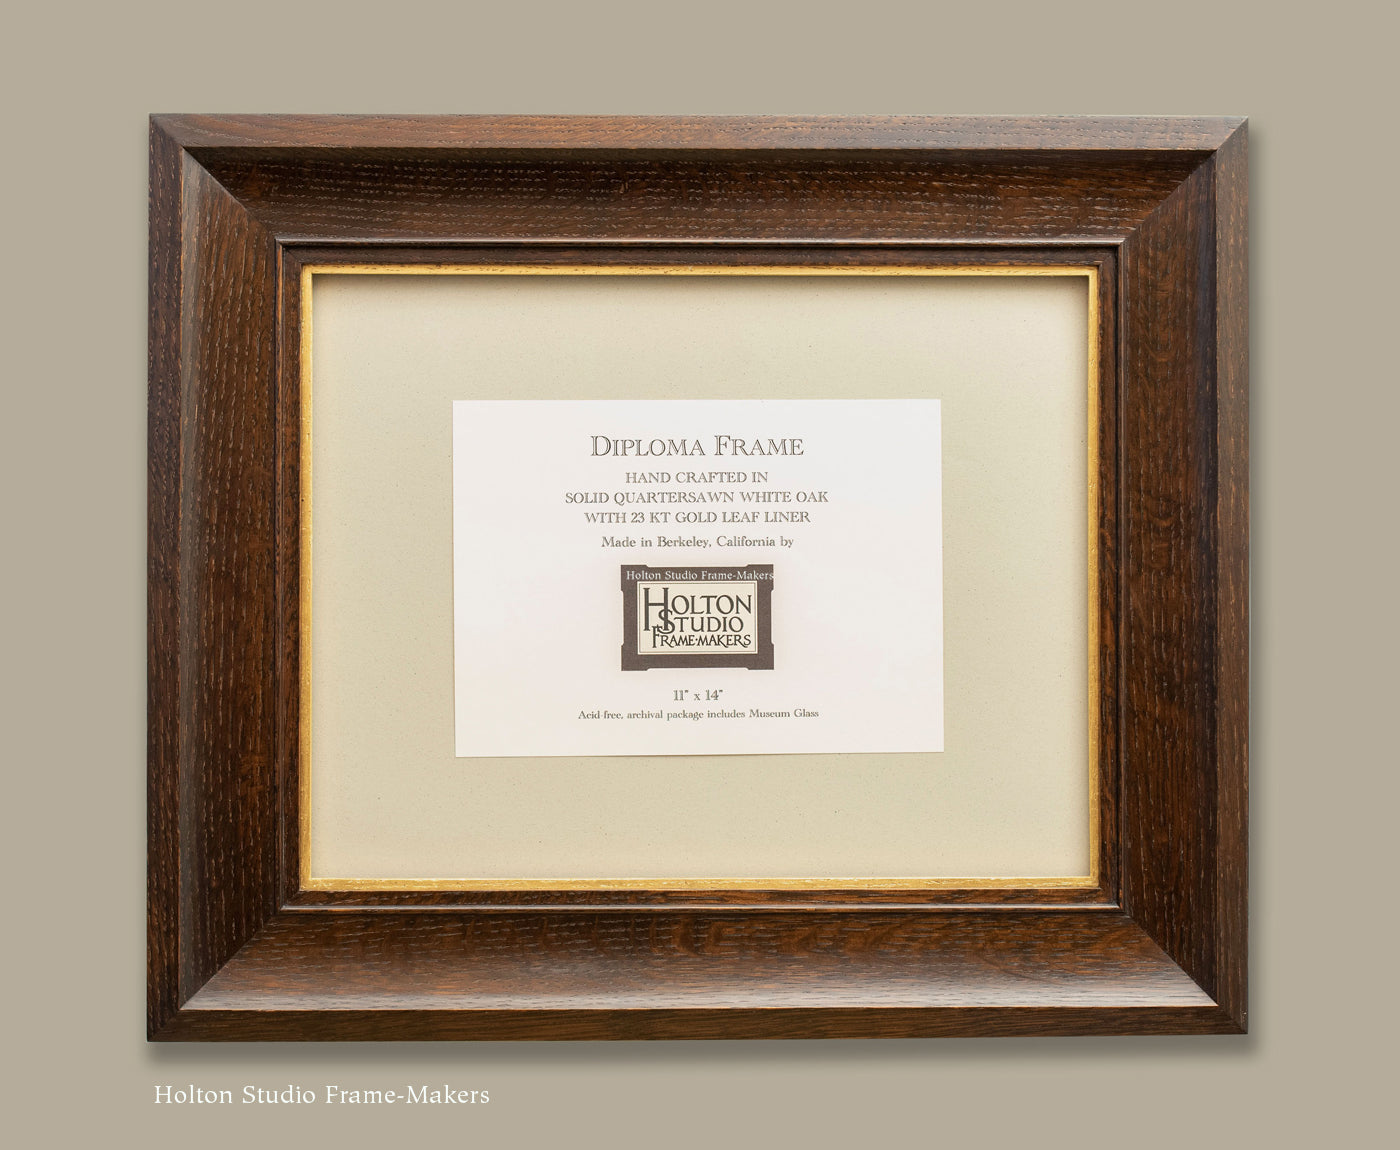 DIPLOMA FRAME
HAND CRAFTED IN
SOLID QUARTERSAWN WHITE OAK
WITH 23 KT GOLD LEAF LINER
Made in Berkeley, California by
Holton Studio Frame-Makers
HOLTON
STUDIO
FRAME·MAKERS
11" x 14"
Acid-free, archival package includes Museum Glass
Holton Studio Frame-Makers